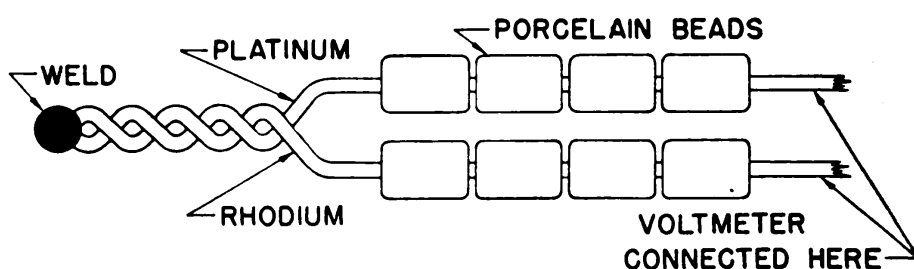 PORCELAIN BEADS
PLATINUM
WELD
RHODIUM
VOLTMETER
CONNECTED HERE